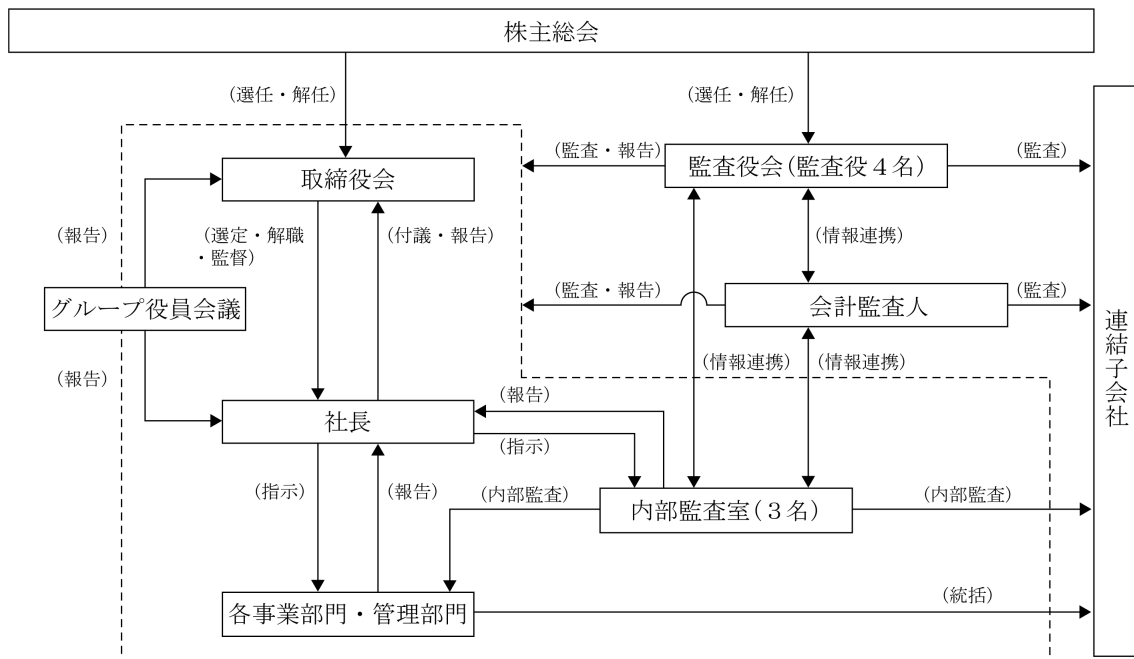 株主総会
(選任・解任)
(選任・解任)
(監査・報告)
監査役会(監査役4名)
(監査)
取締役会
(報告)
(選定・解職
・監督)
(付議・報告)
(情報連携)
グループ役員会議
(監査・報告)
会計監査人
(監査)
連結子会社
(報告)
(情報連携)
(情報連携)
社長
(報告)
(指示)
(指示)
(報告)
(内部監査)
内部監査室(3名)
(内部監査)
各事業部門・管理部門
(統括)